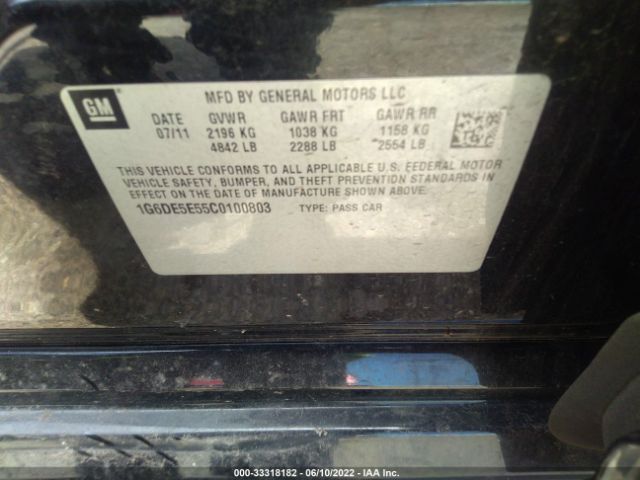 GM
MFD BY GENERAL MOTORS LLC
DATE GVWR GAWR FRT GAWR RR
07/11 2196 KG 1038 KG 1158 KG
4842 LB 2288 LB 2554 LB
THIS VEHICLE CONFORMS TO ALL APPLICABLE U.S. FEDERAL MOTOR
VEHICLE SAFETY, BUMPER, AND THEFT PREVENTION STANDARDS IN
EFFECT ON THE DATE OF MANUFACTURE SHOWN ABOVE.
1G6DE5E55C0100803 TYPE: PASS CAR
000-33318182 - 06/10/2022 - IAA Inc.